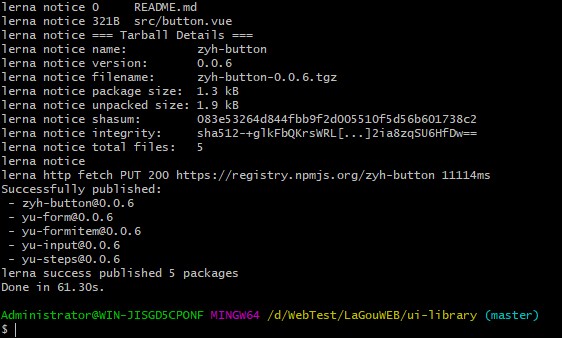 lerna notice 0     README.md
lerna notice 321B src/button.vue
lerna notice === Tarball Details ===
lerna notice name:          zyh-button
lerna notice version:       0.0.6
lerna notice filename:      zyh-button-0.0.6.tgz
lerna notice package size:  1.3 kB
lerna notice unpacked size: 1.9 kB
lerna notice shasum:        083e53264d844fbb9f2d005510f5d56b601738c2
lerna notice integrity:     sha512-+glkFbQKrsWRL[...]2ia8zqSU6HfDw==
lerna notice total files:   5
lerna notice
lerna http fetch PUT 200 https://registry.npmjs.org/zyh-button 11114ms
Successfully published:
 - zyh-button@0.0.6
 - yu-form@0.0.6
 - yu-formitem@0.0.6
 - yu-input@0.0.6
 - yu-steps@0.0.6
lerna success published 5 packages
Done in 61.30s.
Administrator@WIN-JISGD5CPONF MINGW64 /d/WebTest/LaGouWEB/ui-library (master)
$